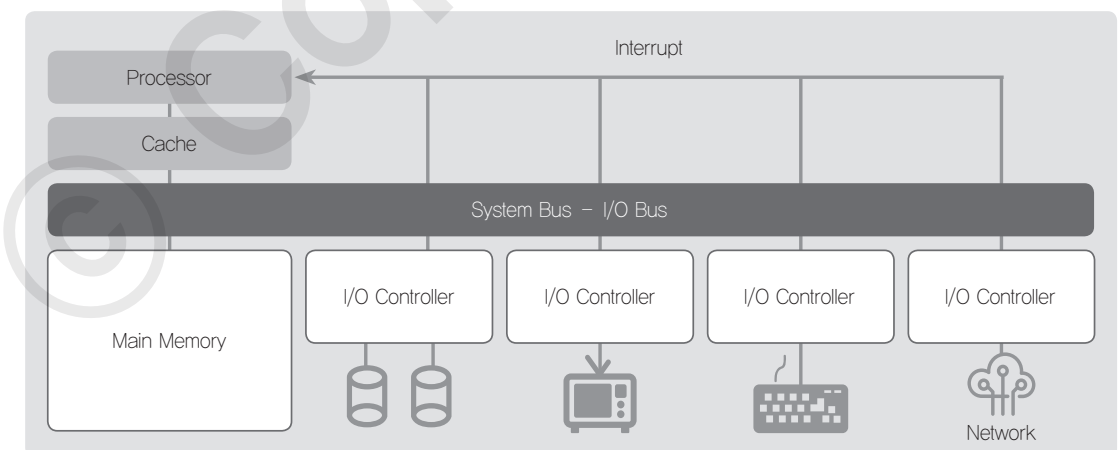 Interrupt
Processor
Cache
System Bus - I/O Bus
I/O Controller
I/O Controller
I/O Controller
I/O Controller
Main Memory
Network
©